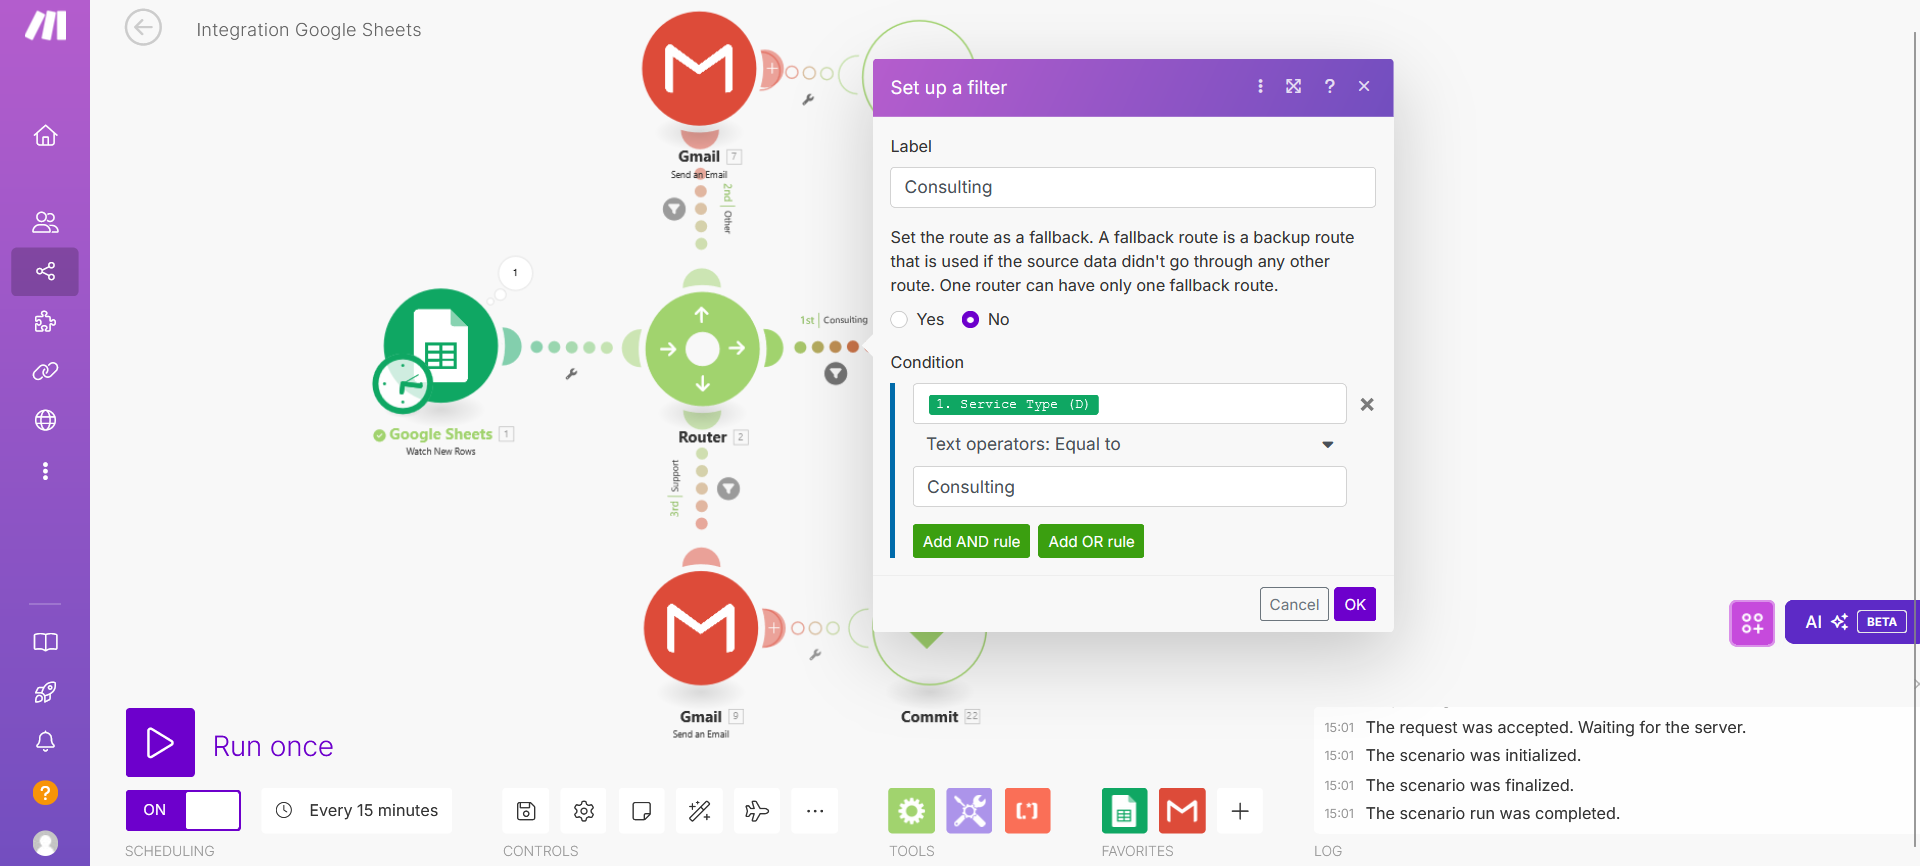 Integration Google Sheets
Gmail 7
Send an Email
2nd | Other
1
Google Sheets 1
Watch New Rows
1st | Consulting
Router 2
3rd | Support
Gmail 9
Send an Email
Commit 22
Set up a filter
?
Label
Consulting
Set the route as a fallback. A fallback route is a backup route
that is used if the source data didn't go through any other
route. One router can have only one fallback route.
Yes No
Condition
1. Service Type (D)
Text operators: Equal to
Consulting
Add AND rule Add OR rule
Cancel OK
AI BETA
Run once
ON
Every 15 minutes
SCHEDULING
CONTROLS
TOOLS
FAVORITES
15:01 The request was accepted. Waiting for the server.
15:01 The scenario was initialized.
15:01 The scenario was finalized.
15:01 The scenario run was completed.
LOG
?